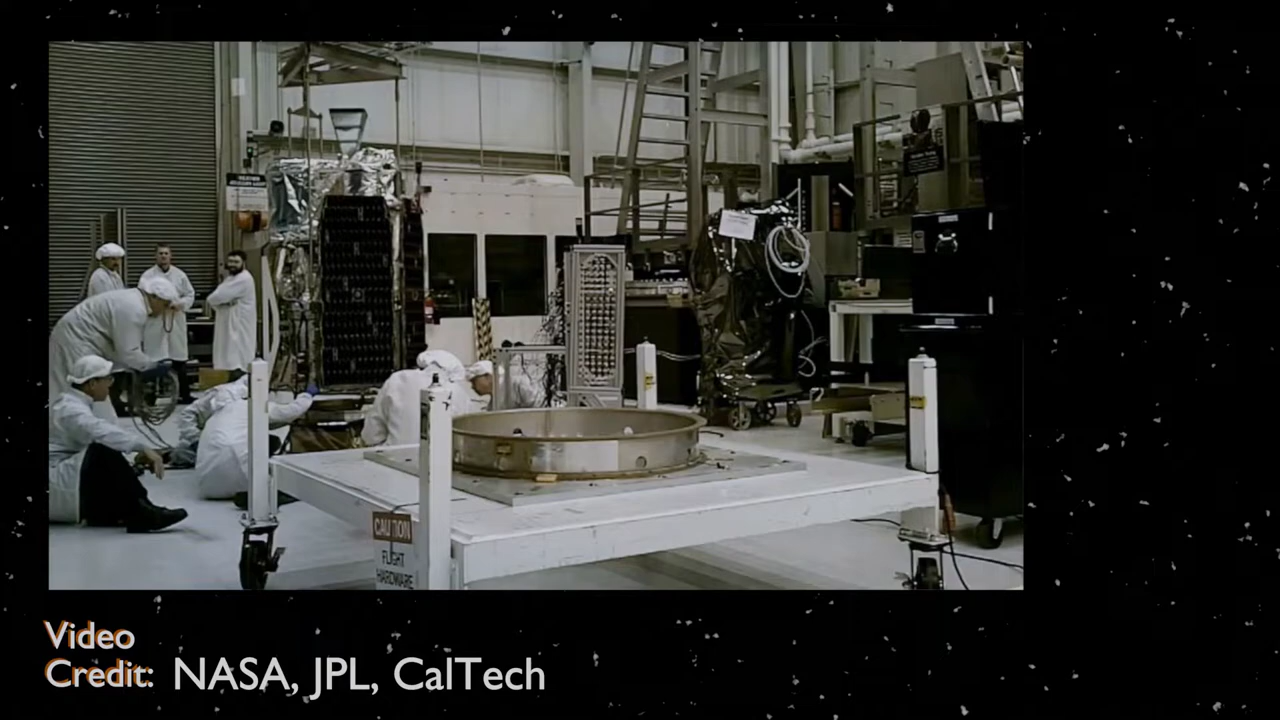 CAUTION
FLIGHT
HARDWARE
Video
Credit: NASA, JPL, CalTech